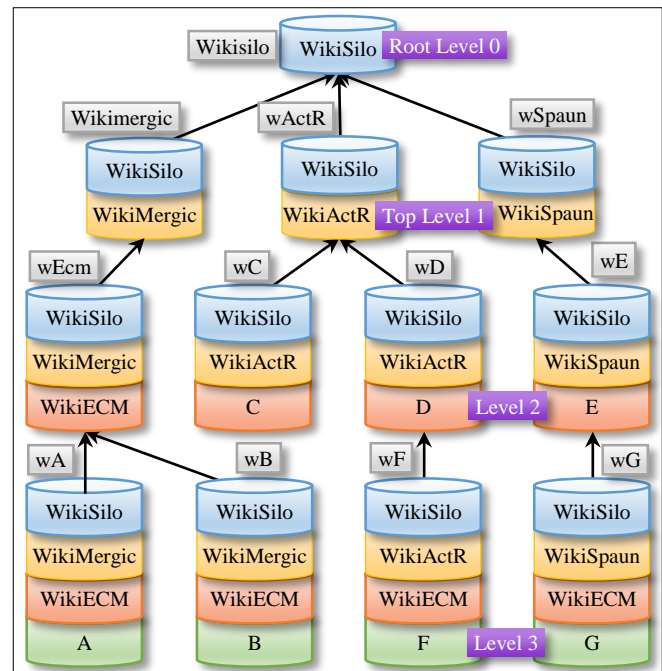 Wikisilo
WikiSilo
Root Level 0
Wikimergic
wActR
wSpaun
WikiSilo
WikiSilo
WikiSilo
WikiMergic
WikiActR
Top Level 1
WikiSpaun
wEcm
wC
wD
wE
WikiSilo
WikiSilo
WikiSilo
WikiSilo
WikiMergic
WikiActR
WikiActR
WikiSpaun
WikiECM
C
D
Level 2
E
wA
wB
wF
wG
WikiSilo
WikiSilo
WikiSilo
WikiSilo
WikiMergic
WikiMergic
WikiActR
WikiSpaun
WikiECM
WikiECM
WikiECM
WikiECM
A
B
F
Level 3
G